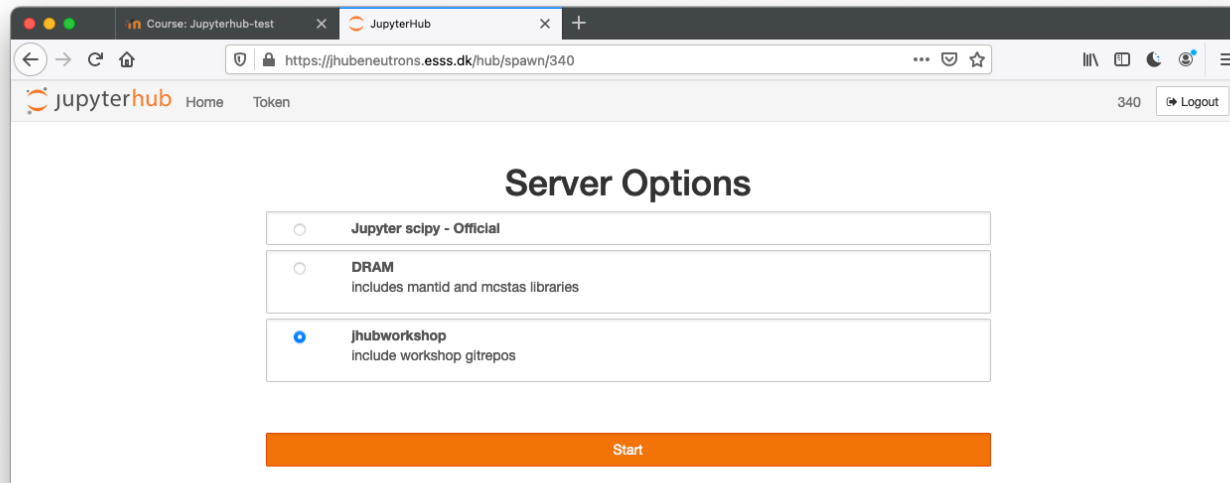 Course: Jupyterhub-test
JupyterHub
https://jhubeneutrons.esss.dk/hub/spawn/340
jupyterhub Home Token 340 Logout
Server Options
Jupyter scipy - Official
DRAM
includes mantid and mcstas libraries
jhubworkshop
include workshop gitrepos
Start